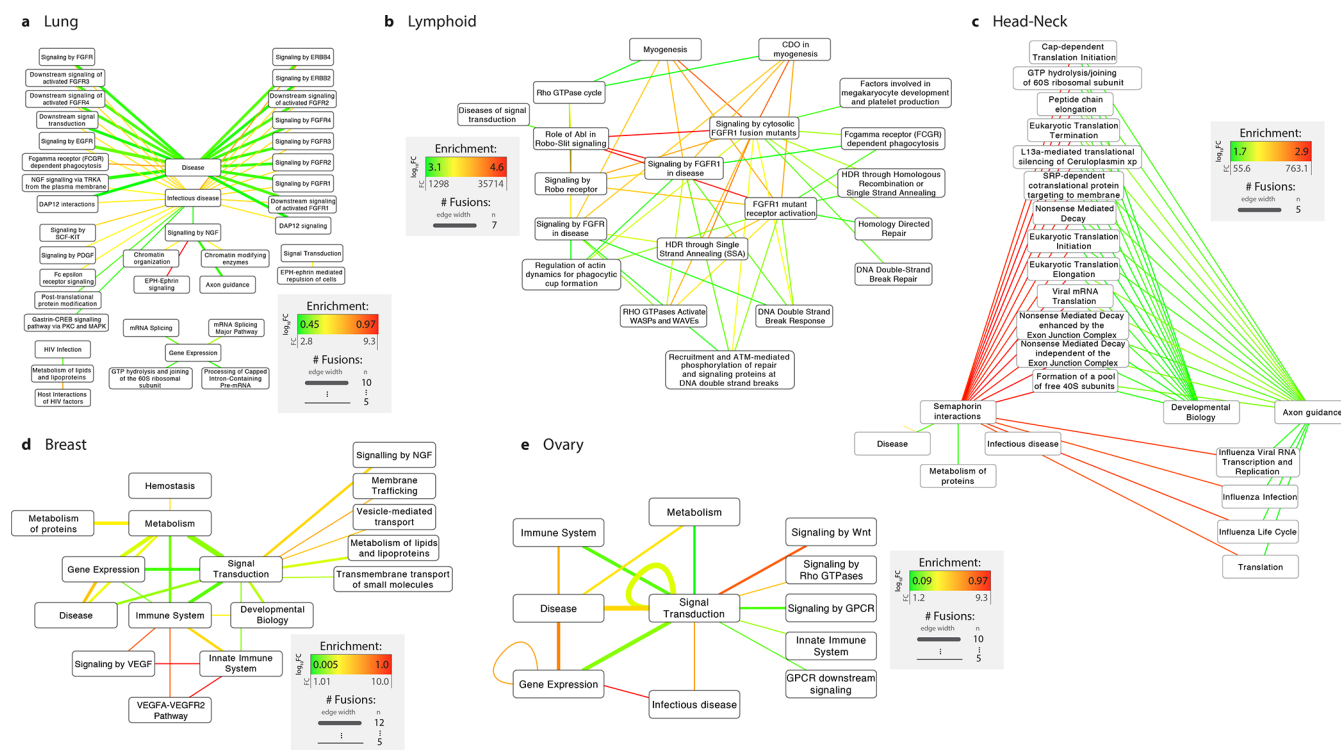 a Lung
Signaling by FGFR
Downstream signaling of
activated FGFR3
Downstream signaling of
activated FGFR4
Downstream signal
transduction
Signaling by EGFR
Fcgamma receptor (FCGR)
dependent phagocytosis
NGF signalling via TRKA
from the plasma membrane
DAP12 interactions
Signaling by
SCF-KIT
Signaling by PDGF
Fc epsilon
receptor signaling
Post-translational
protein modification
Gastrin-CREB signalling
pathway via PKC and MAPK
HIV Infection
Metabolism of lipids
and lipoproteins
Host Interactions
of HIV factors
Signaling by ERBB4
Signaling by ERBB2
Downstream signaling
of activated FGFR2
Signaling by FGFR4
Signaling by FGFR3
Signaling by FGFR2
Signaling by FGFR1
Downstream signaling
of activated FGFR1
DAP12 signaling
Disease
Infectious disease
Signalling by NGF
Chromatin
organization
Chromatin modifying
enzymes
EPH-Ephrin
signaling
Axon guidance
Signal Transduction
EPH-ephrin mediated
repulsion of cells
mRNA Splicing
mRNA Splicing
Major Pathway
Gene Expression
GTP hydrolysis and joining
of the 60S ribosomal
subunit
Processing of Capped
Intron-Containing
Pre-mRNA
Enrichment:
log10FC
0.45 0.97
FC
2.8 9.3
# Fusions:
edge width n
10
5
b Lymphoid
Myogenesis
CDO in
myogenesis
Rho GTPase cycle
Diseases of signal
transduction
Role of Abl in
Robo-Slit signaling
Signaling by cytosolic
FGFR1 fusion mutants
Factors involved in
megakaryocyte development
and platelet production
Fcgamma receptor (FCGR)
dependent phagocytosis
Signaling by FGFR1
in disease
Signaling by
Robo receptor
HDR through Homologous
Recombination or
Single Strand Annealing
FGFR1 mutant
receptor activation
Signaling by FGFR
in disease
Homology Directed
Repair
HDR through Single
Strand Annealing (SSA)
Regulation of actin
dynamics for phagocytic
cup formation
DNA Double-Strand
Break Repair
RHO GTPases Activate
WASPs and WAVEs
DNA Double Strand
Break Response
Recruitment and ATM-mediated
phosphorylation of repair
and signaling proteins at
DNA double strand breaks
Enrichment:
log10FC
3.1 4.6
FC
1298 35714
# Fusions:
edge width n
7
c Head-Neck
Cap-dependent
Translation Initiation
GTP hydrolysis/joining
of 60S ribosomal subunit
Peptide chain
elongation
Eukaryotic Translation
Termination
L13a-mediated translational
silencing of Ceruloplasmin xp
SRP-dependent
cotranslational protein
targeting to membrane
Nonsense Mediated
Decay
Eukaryotic Translation
Initiation
Eukaryotic Translation
Elongation
Viral mRNA
Translation
Nonsense Mediated Decay
enhanced by the
Exon Junction Complex
Nonsense Mediated Decay
independent of the
Exon Junction Complex
Formation of a pool
of free 40S subunits
Semaphorin
interactions
Developmental
Biology
Axon guidance
Disease
Infectious disease
Metabolism of
proteins
Influenza Viral RNA
Transcription and
Replication
Influenza Infection
Influenza Life Cycle
Translation
Enrichment:
log10FC
1.7 2.9
FC
55.6 763.1
# Fusions:
edge width n
5
d Breast
Hemostasis
Metabolism
of proteins
Metabolism
Gene Expression
Signal
Transduction
Disease
Immune System
Developmental
Biology
Signaling by VEGF
Innate Immune
System
VEGFA-VEGFR2
Pathway
Signalling by NGF
Membrane
Trafficking
Vesicle-mediated
transport
Metabolism of lipids
and lipoproteins
Transmembrane transport
of small molecules
Enrichment:
log10FC
0.005 1.0
FC
1.01 10.0
# Fusions:
edge width n
12
5
e Ovary
Metabolism
Immune System
Disease
Signal
Transduction
Gene Expression
Infectious disease
Signaling by Wnt
Signaling by
Rho GTPases
Signaling by GPCR
Innate Immune
System
GPCR downstream
signaling
Enrichment:
log10FC
0.09 0.97
FC
1.2 9.3
# Fusions:
edge width n
10
5